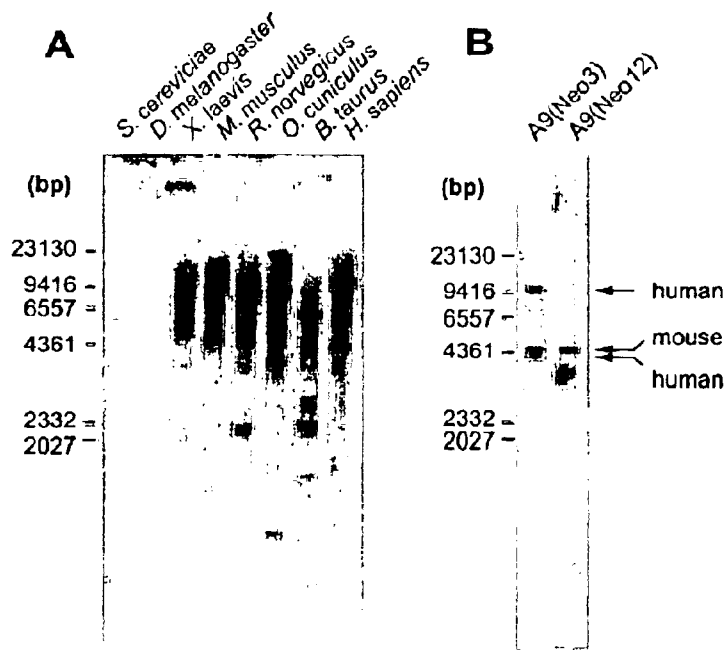 A
S. cereviciae
D. melanogaster
X. laevis
M. musculus
R. norvegicus
O. cuniculus
B. taurus
H. sapiens
(bp)
23130
9416
6557
4361
2332
2027
B
A9(Neo3)
A9(Neo12)
(bp)
23130
9416
6557
4361
2332
2027
human
mouse
human